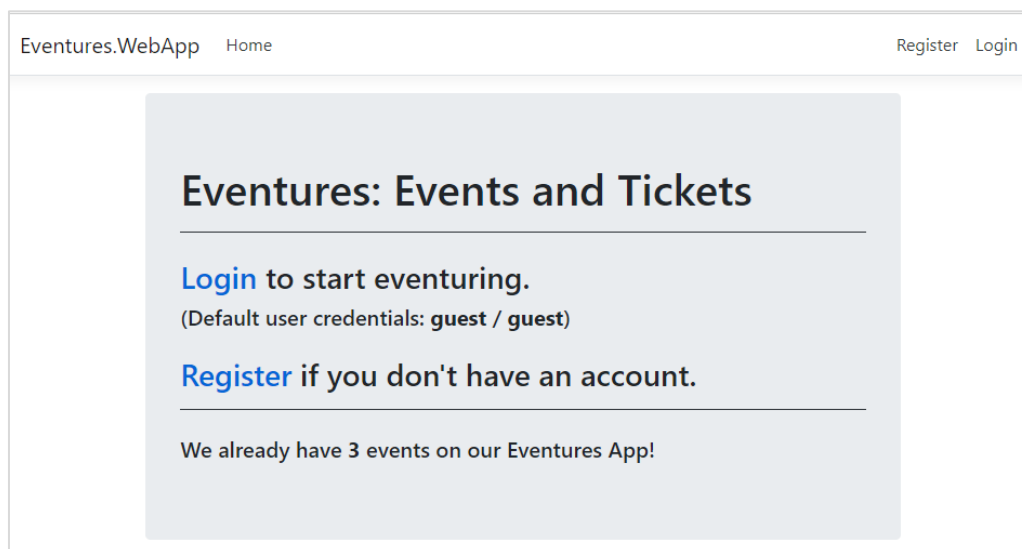 Eventures.WebApp Home Register Login
Eventures: Events and Tickets
Login to start eventuring.
(Default user credentials: guest / guest)
Register if you don't have an account.
We already have 3 events on our Eventures App!